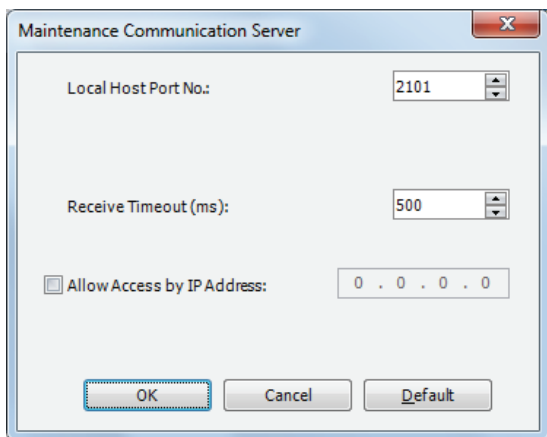 Maintenance Communication Server
Local Host Port No.: 2101
Receive Timeout (ms): 500
Allow Access by IP Address: 0 . 0 . 0 . 0
OK Cancel Default